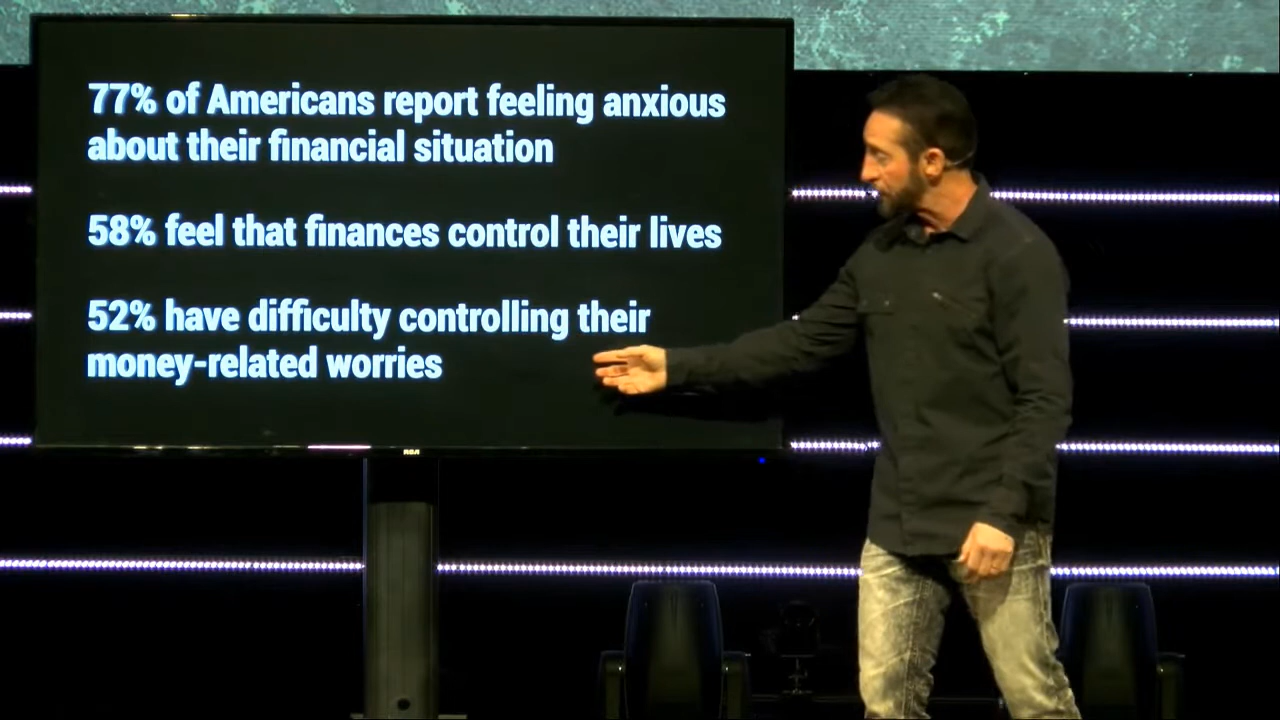 77% of Americans report feeling anxious
about their financial situation
58% feel that finances control their lives
52% have difficulty controlling their
money-related worries
RCA